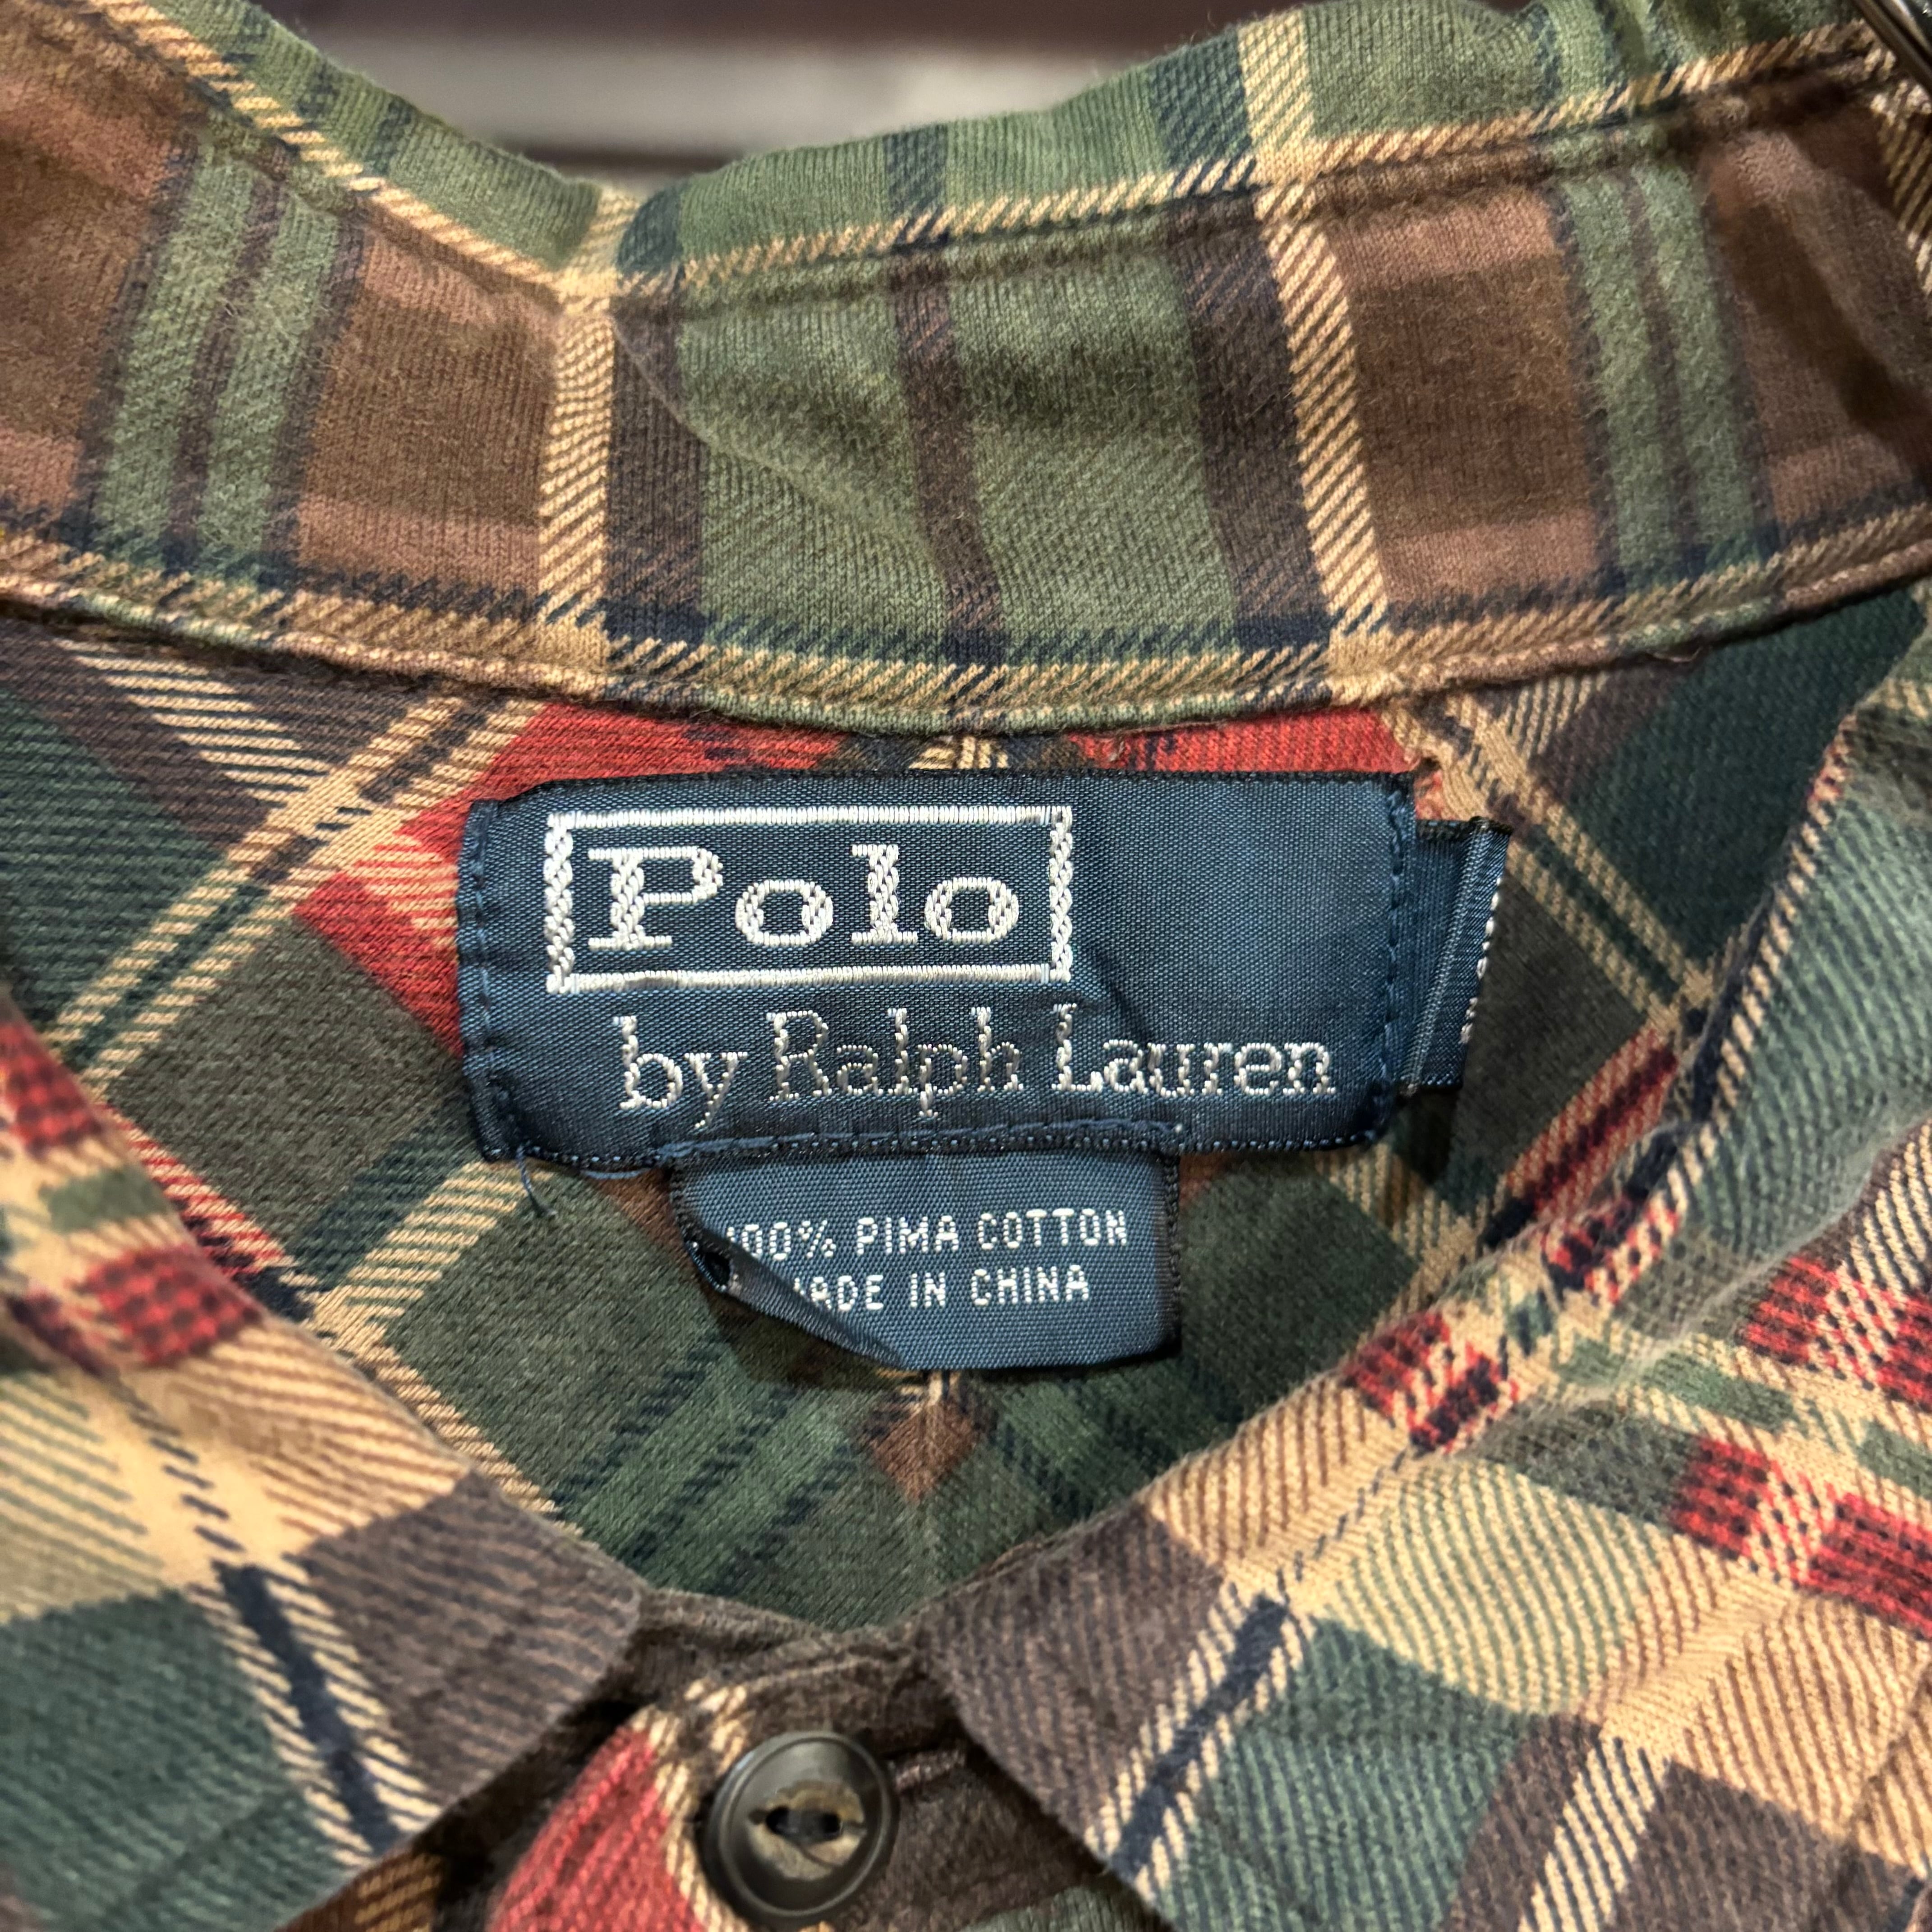 Polo
by Ralph Lauren
100% PIMA COTTON
MADE IN CHINA